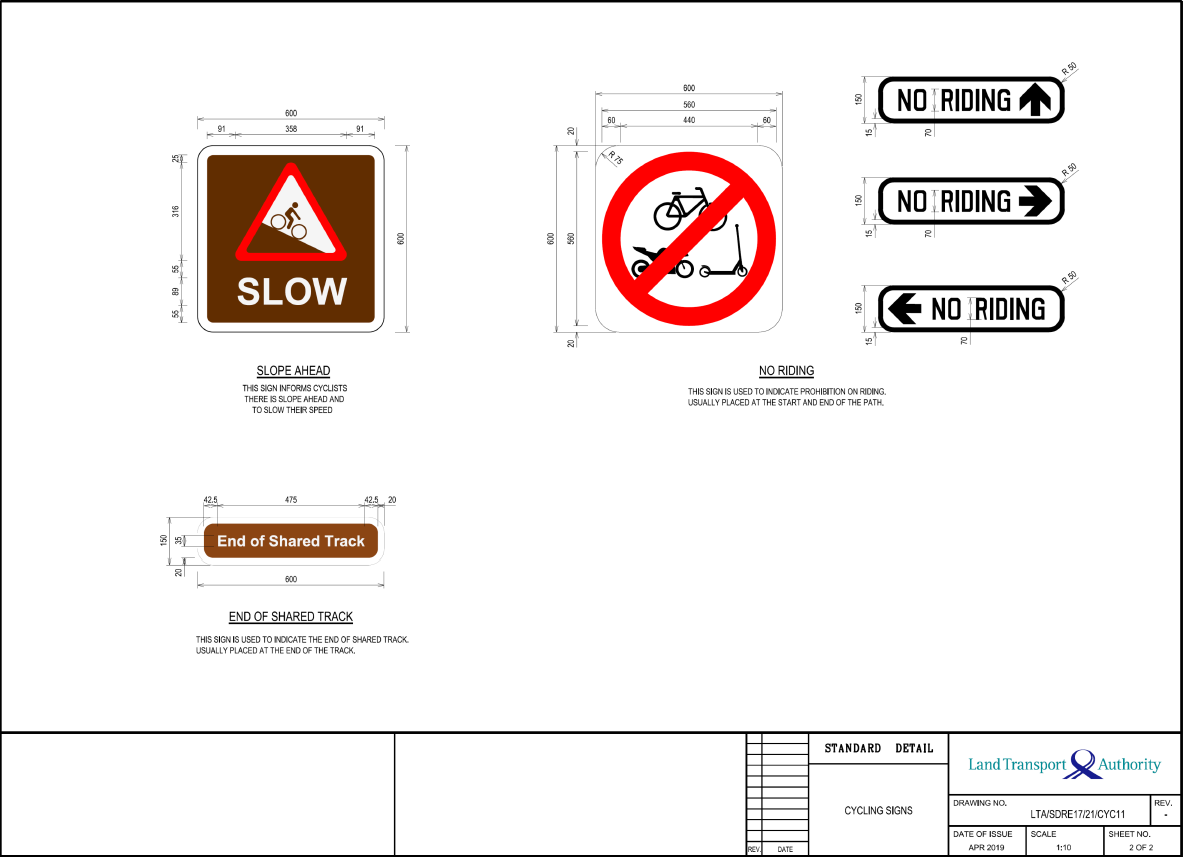 600
91 358 91
25
316
55
89
55
600
SLOW
SLOPE AHEAD
THIS SIGN INFORMS CYCLISTS
THERE IS SLOPE AHEAD AND
TO SLOW THEIR SPEED
600
560
60 440 60
20
R 75
600
560
20
NO RIDING
THIS SIGN IS USED TO INDICATE PROHIBITION ON RIDING.
USUALLY PLACED AT THE START AND END OF THE PATH.
R 50
150
NO RIDING
15
70
R 50
150
NO RIDING
15
70
R 50
150
NO RIDING
15
70
42.5 475 42.5 20
150
35
End of Shared Track
20
600
END OF SHARED TRACK
THIS SIGN IS USED TO INDICATE THE END OF SHARED TRACK.
USUALLY PLACED AT THE END OF THE TRACK.
REV. DATE
STANDARD DETAIL
CYCLING SIGNS
Land Transport Authority
DRAWING NO.
LTA/SDRE17/21/CYC11
REV.
-
DATE OF ISSUE
APR 2019
SCALE
1:10
SHEET NO.
2 OF 2